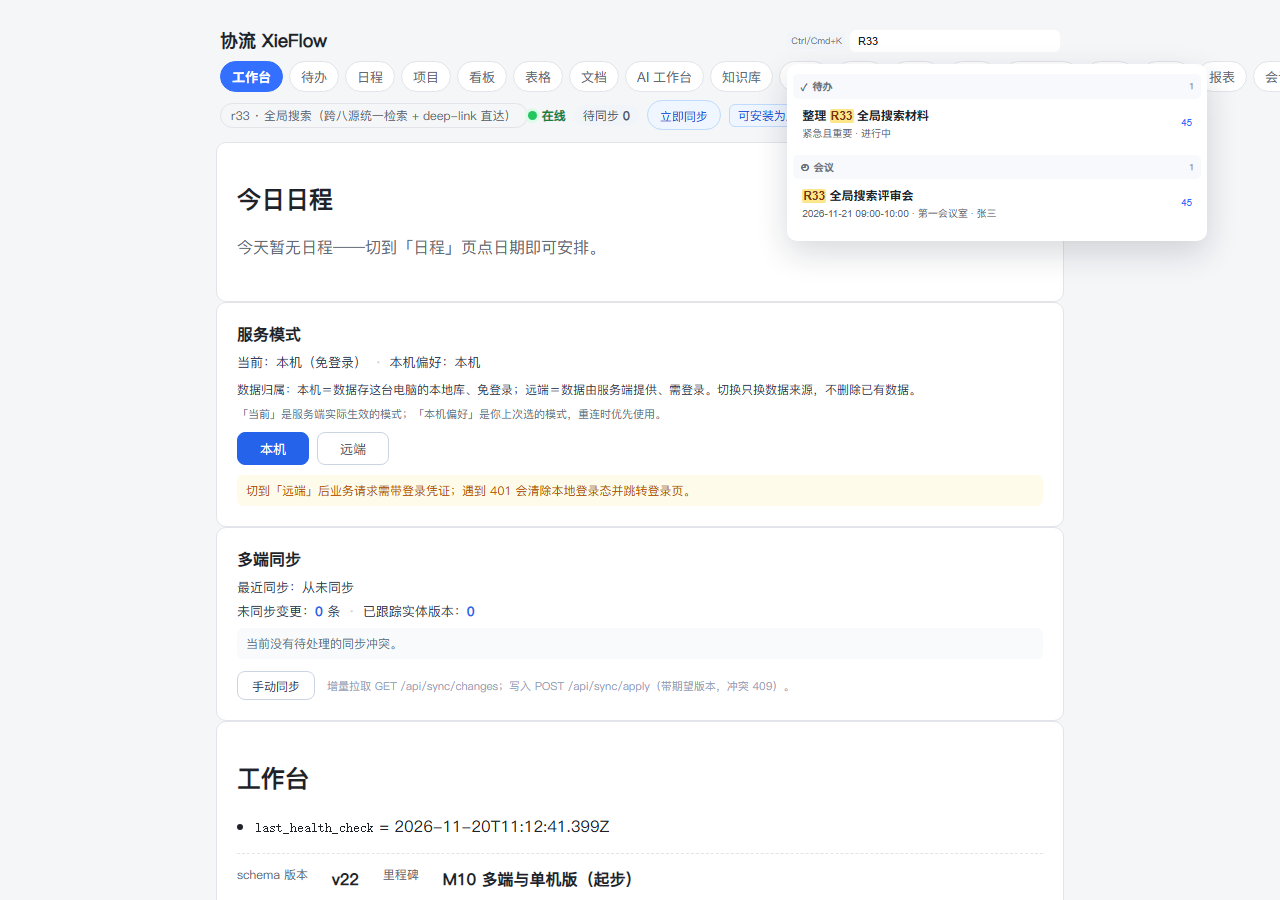 协流 XieFlow
Ctrl/Cmd+K
R33
工作台
待办
日程
项目
看板
表格
文档
AI 工作台
知识库
报表
r33 · 全局搜索（跨八源统一检索 + deep-link 直达）
在线
待同步 0
立即同步
可安装为
✓ 待办
1
整理 R33 全局搜索材料
紧急且重要 · 进行中
45
会议
1
R33 全局搜索评审会
2026-11-21 09:00-10:00 · 第一会议室 · 张三
45
今日日程
今天暂无日程——切到「日程」页点日期即可安排。
服务模式
当前：本机（免登录） · 本机偏好：本机
数据归属：本机＝数据存这台电脑的本地库、免登录；远端＝数据由服务端提供、需登录。切换只换数据来源，不删除已有数据。
「当前」是服务端实际生效的模式；「本机偏好」是你上次选的模式，重连时优先使用。
本机
远端
切到「远端」后业务请求需带登录凭证；遇到 401 会清除本地登录态并跳转登录页。
多端同步
最近同步：从未同步
未同步变更：0 条 · 已跟踪实体版本：0
当前没有待处理的同步冲突。
手动同步
增量拉取 GET /api/sync/changes；写入 POST /api/sync/apply（带期望版本，冲突 409）。
工作台
last_health_check = 2026-11-20T11:12:41.399Z
schema 版本
v22
里程碑
M10 多端与单机版（起步）